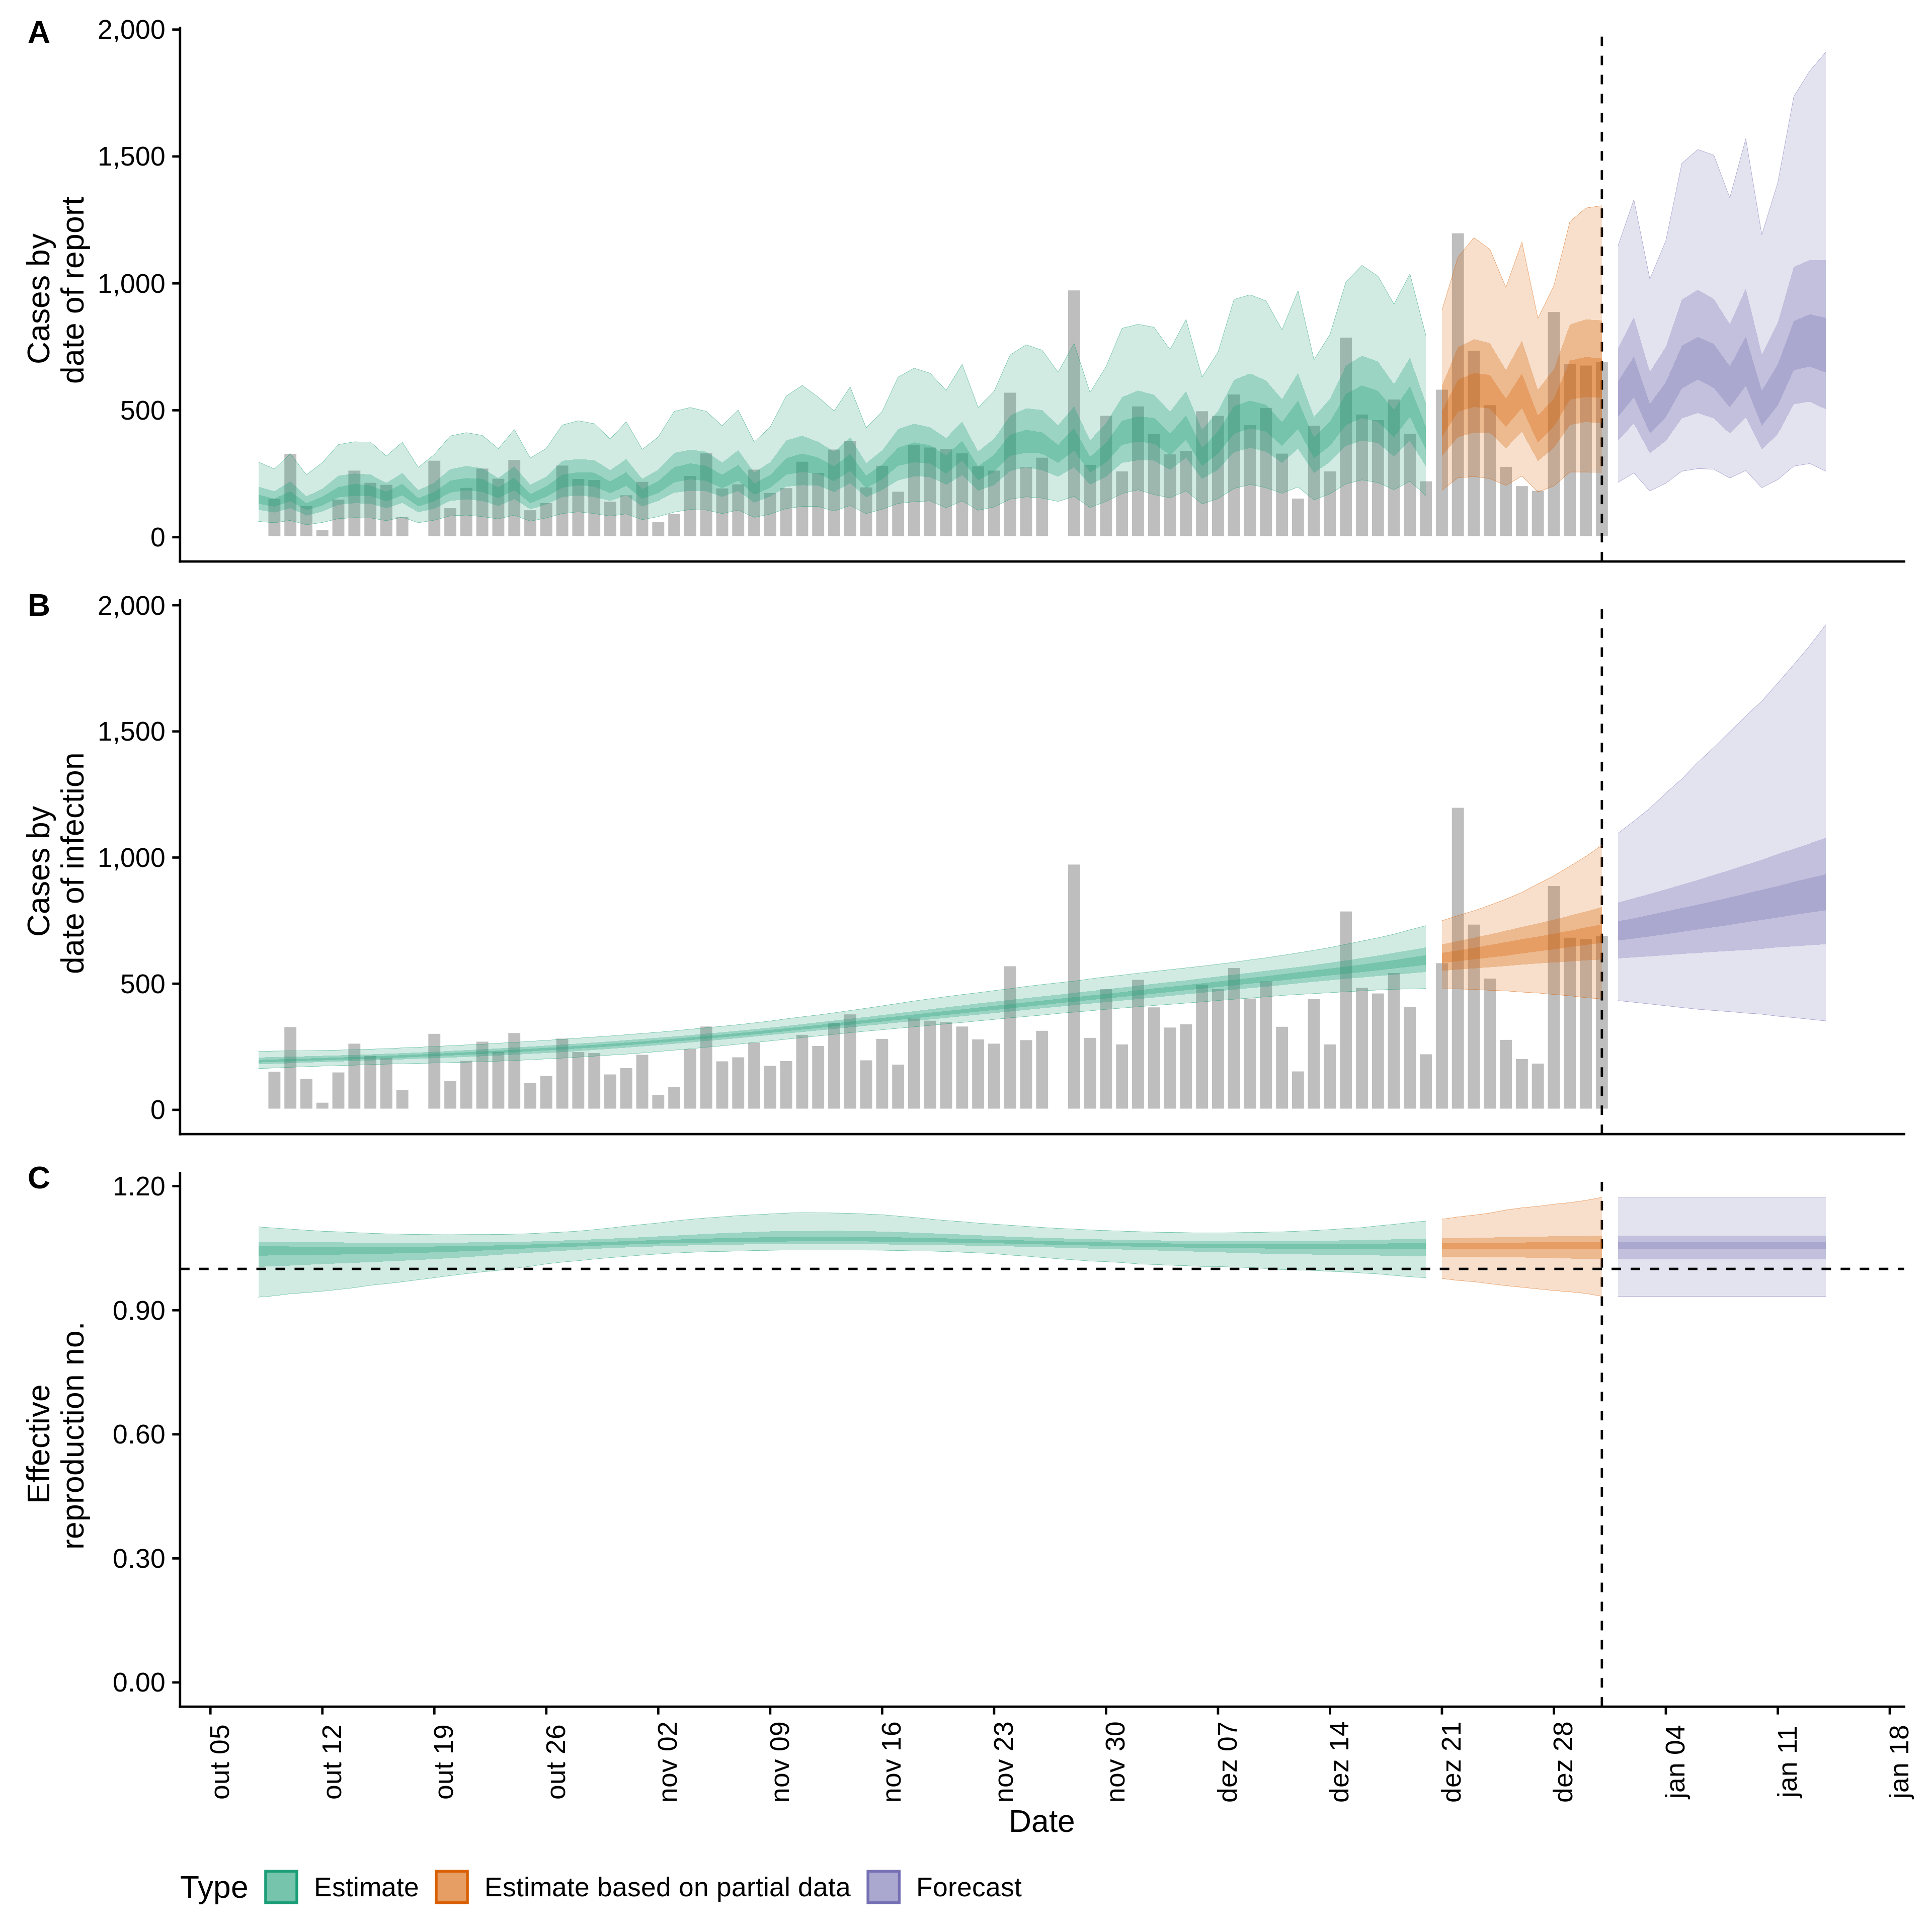 A
2,000
1,500
1,000
500
0
Cases by
date of report
B
2,000
1,500
1,000
500
0
Cases by
date of infection
C
1.20
0.90
0.60
0.30
0.00
Effective
reproduction no.
out 05
out 12
out 19
out 26
nov 02
nov 09
nov 16
nov 23
nov 30
dez 07
dez 14
dez 21
dez 28
jan 04
jan 11
jan 18
Date
Type Estimate Estimate based on partial data Forecast